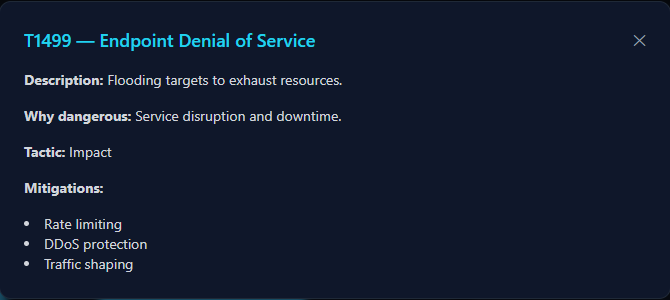 T1499 — Endpoint Denial of Service
Description: Flooding targets to exhaust resources.
Why dangerous: Service disruption and downtime.
Tactic: Impact
Mitigations:
• Rate limiting
• DDoS protection
• Traffic shaping